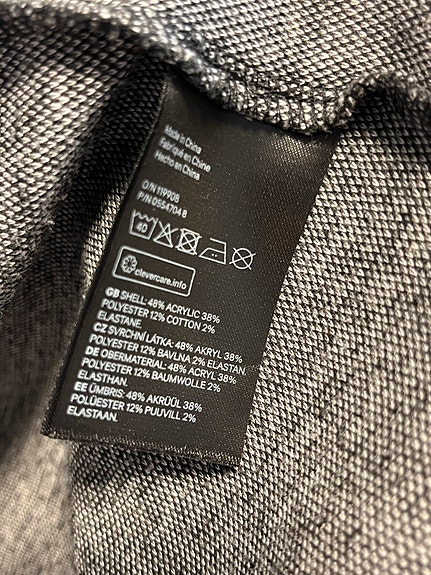 Made in China
Fabriqué en Chine
Hecho en China
O/N 119908
P/N 0554704 8
40
clevercare.info
GB SHELL: 48% ACRYLIC 38%
POLYESTER 12% COTTON 2%
ELASTANE.
CZ SVRCHNÍ LÁTKA: 48% AKRYL 38%
POLYESTER 12% BAVLNA 2% ELASTAN.
DE OBERMATERIAL: 48% ACRYL 38%
POLYESTER 12% BAUMWOLLE 2%
ELASTHAN.
EE ÜMBRIS: 48% AKRÜÜL 38%
POLÜESTER 12% PUUVILL 2%
ELASTAAN.